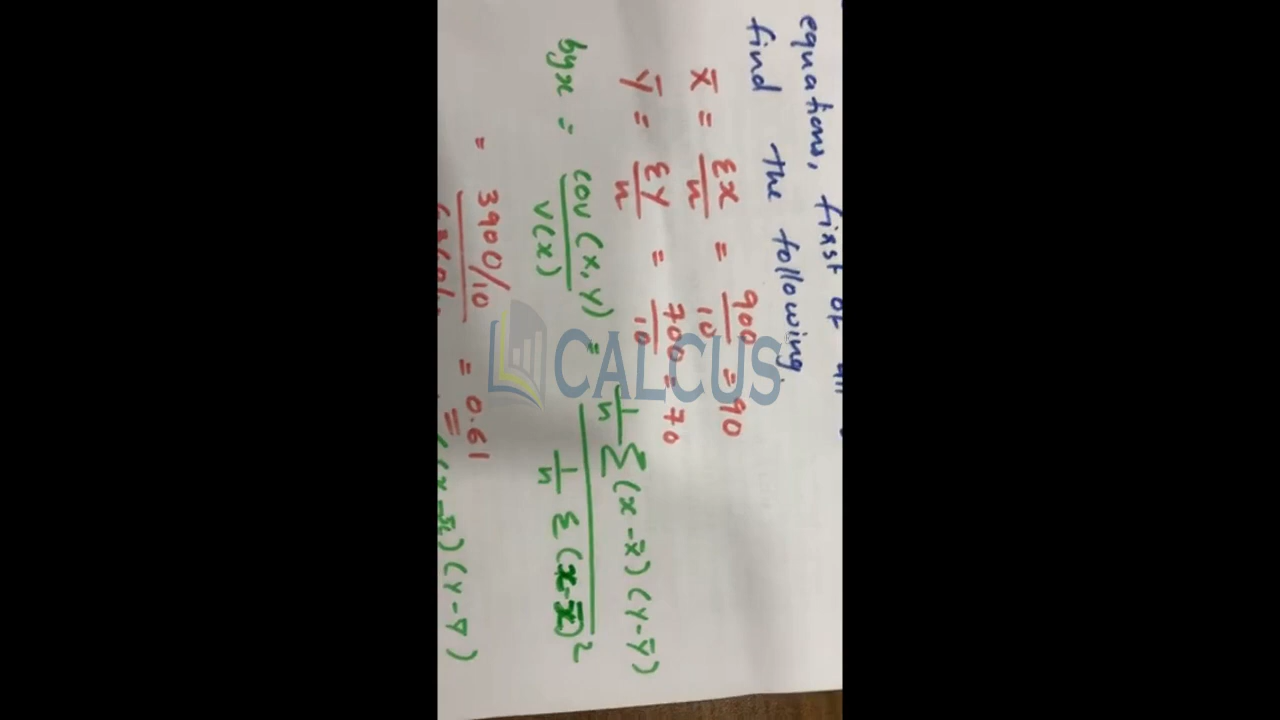 equations, first of all
find the following.
x̄ = Σx/n = 900/10 = 90
ȳ = Σy/n = 700/10 = 70
byx = cov(x,y)/V(x) = 1/n Σ(x-x̄)(y-ȳ) / 1/n Σ(x-x̄)²
= 3900/10 = 0.61
(x-x̄)(y-ȳ)
CALCUS